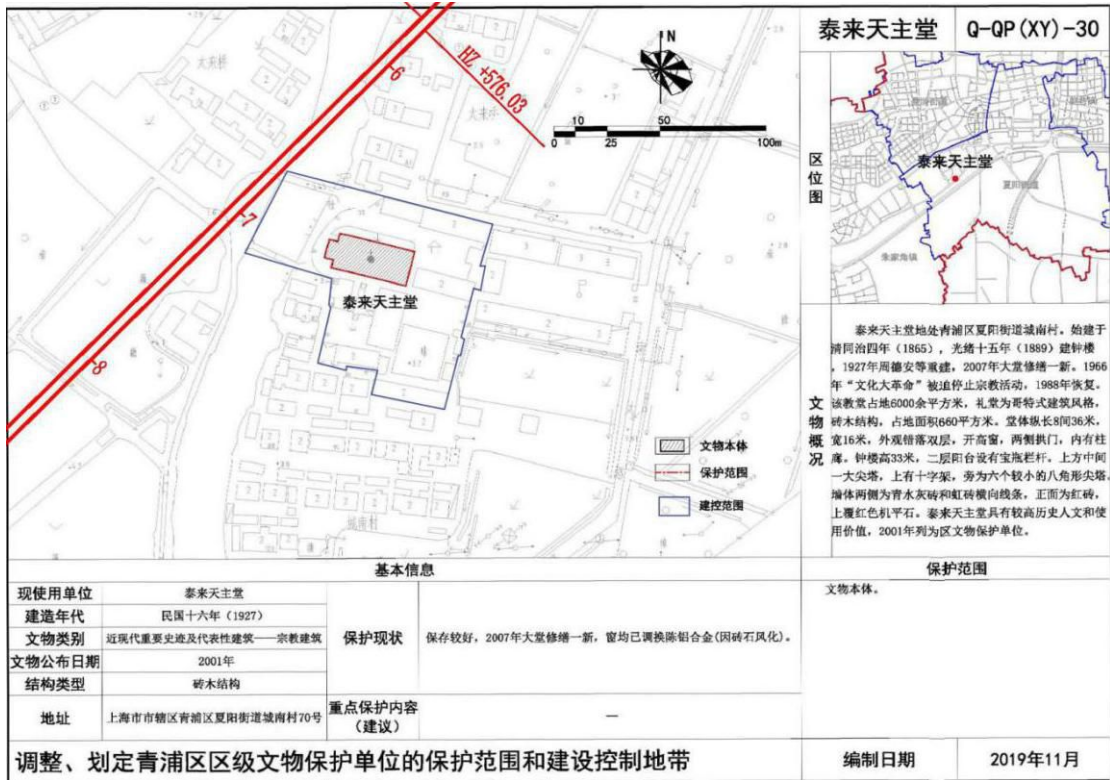 泰来天主堂
Q-QP(XY)-30
HZ +576.03
6
7
8
N
10
50
0
25
100m
大来庄
泰来天主堂
城南村
文物本体
保护范围
建控范围
区位图
泰来天主堂
夏阳街道
朱家角镇
文物概况
泰来天主堂地处青浦区夏阳街道城南村。始建于
清同治四年（1865），光绪十五年（1889）建钟楼
，1927年周德安等重建，2007年大堂修缮一新。1966
年“文化大革命”被迫停止宗教活动，1988年恢复。
该教堂占地6000余平方米，礼堂为哥特式建筑风格，
砖木结构，占地面积660平方米。堂体纵长8间36米，
宽16米，外观错落双层，开高窗，两侧拱门，内有柱
廊。钟楼高33米，二层阳台设有宝瓶栏杆。上方中间
一大尖塔，上有十字架，旁为六个较小的八角形尖塔。
墙体两侧为青水灰砖和虹砖横向线条，正面为红砖，
上覆红色机平石。泰来天主堂具有较高历史人文和使
用价值，2001年列为区文物保护单位。
基本信息
保护范围
现使用单位
泰来天主堂
建造年代
民国十六年（1927）
文物类别
近现代重要史迹及代表性建筑——宗教建筑
文物公布日期
2001年
结构类型
砖木结构
地址
上海市市辖区青浦区夏阳街道城南村70号
保护现状
保存较好，2007年大堂修缮一新，窗均已调换陈铝合金(因砖石风化)。
重点保护内容
（建议）
—
文物本体。
调整、划定青浦区区级文物保护单位的保护范围和建设控制地带
编制日期
2019年11月